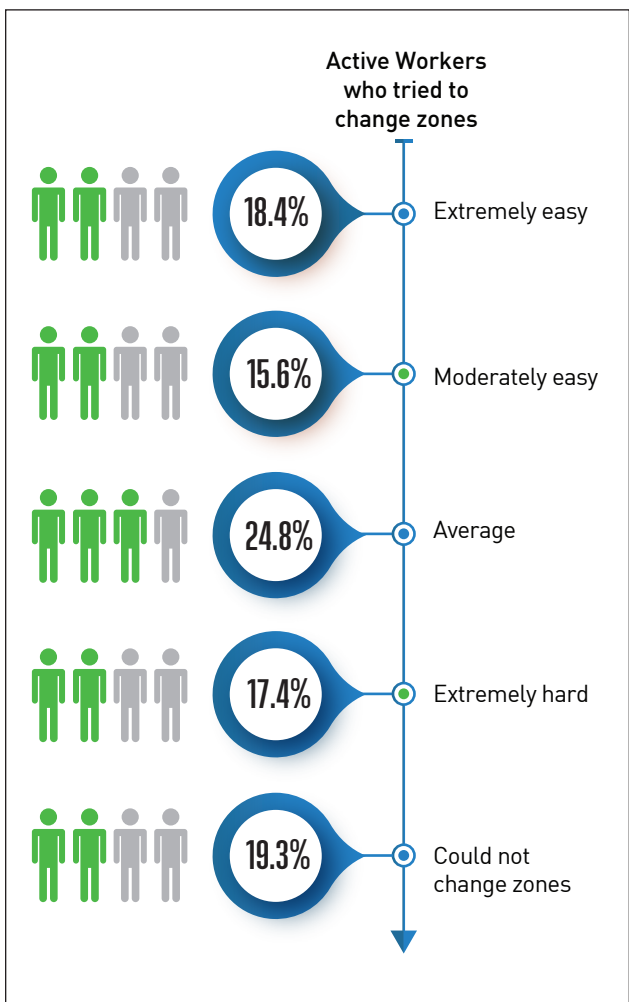 Active Workers
who tried to
change zones
18.4%
Extremely easy
15.6%
Moderately easy
24.8%
Average
17.4%
Extremely hard
19.3%
Could not
change zones